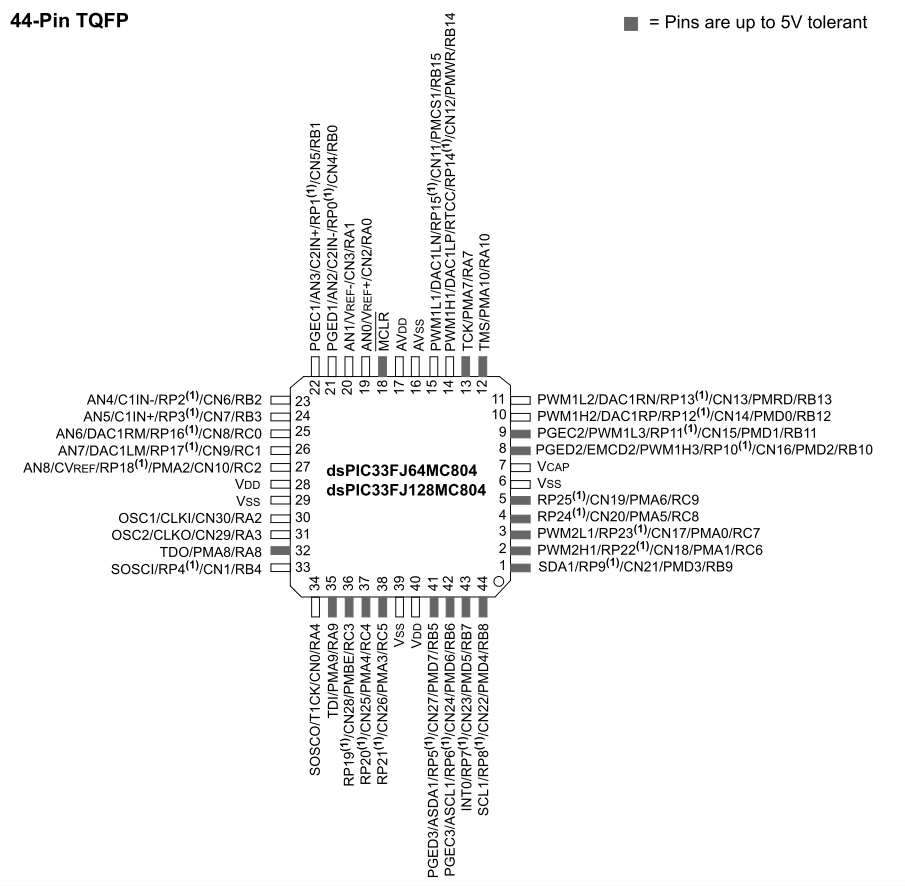 44-Pin TQFP
= Pins are up to 5V tolerant
PGEC1/AN3/C2IN+/RP1(1)/CN5/RB1
PGED1/AN2/C2IN-/RP0(1)/CN4/RB0
AN1/VREF-/CN3/RA1
AN0/VREF+/CN2/RA0
MCLR
AVDD
AVSS
PWM1L1/DAC1LN/RP15(1)/CN11/PMCS1/RB15
PWM1H1/DAC1LP/RTCC/RP14(1)/CN12/PMWR/RB14
TCK/PMA7/RA7
TMS/PMA10/RA10
22 21 20 19 18 17 16 15 14 13 12
AN4/C1IN-/RP2(1)/CN6/RB2 23
11 PWM1L2/DAC1RN/RP13(1)/CN13/PMRD/RB13
AN5/C1IN+/RP3(1)/CN7/RB3 24
10 PWM1H2/DAC1RP/RP12(1)/CN14/PMD0/RB12
AN6/DAC1RM/RP16(1)/CN8/RC0 25
9 PGEC2/PWM1L3/RP11(1)/CN15/PMD1/RB11
AN7/DAC1LM/RP17(1)/CN9/RC1 26
8 PGED2/EMCD2/PWM1H3/RP10(1)/CN16/PMD2/RB10
AN8/CVREF/RP18(1)/PMA2/CN10/RC2 27
7 VCAP
VDD 28
6 VSS
VSS 29
5 RP25(1)/CN19/PMA6/RC9
OSC1/CLKI/CN30/RA2 30
4 RP24(1)/CN20/PMA5/RC8
OSC2/CLKO/CN29/RA3 31
3 PWM2L1/RP23(1)/CN17/PMA0/RC7
TDO/PMA8/RA8 32
2 PWM2H1/RP22(1)/CN18/PMA1/RC6
SOSCI/RP4(1)/CN1/RB4 33
1 SDA1/RP9(1)/CN21/PMD3/RB9
dsPIC33FJ64MC804
dsPIC33FJ128MC804
34 35 36 37 38 39 40 41 42 43 44
SOSCO/T1CK/CN0/RA4
TDI/PMA9/RA9
RP19(1)/CN28/PMBE/RC3
RP20(1)/CN25/PMA4/RC4
RP21(1)/CN26/PMA3/RC5
VSS
VDD
PGED3/ASDA1/RP5(1)/CN27/PMD7/RB5
PGEC3/ASCL1/RP6(1)/CN24/PMD6/RB6
INT0/RP7(1)/CN23/PMD5/RB7
SCL1/RP8(1)/CN22/PMD4/RB8